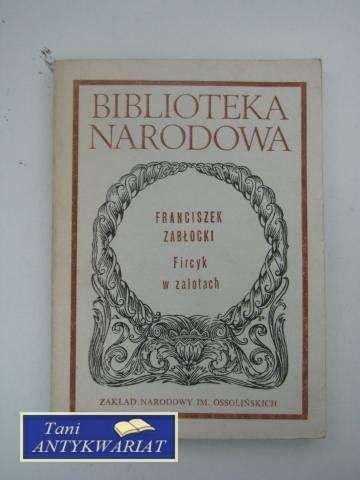 BIBLIOTEKA
NARODOWA
FRANCISZEK
ZABŁOCKI
Fircyk
w zalotach
ZAKŁAD NARODOWY IM. OSSOLIŃSKICH
Tani
ANTYKWARIAT